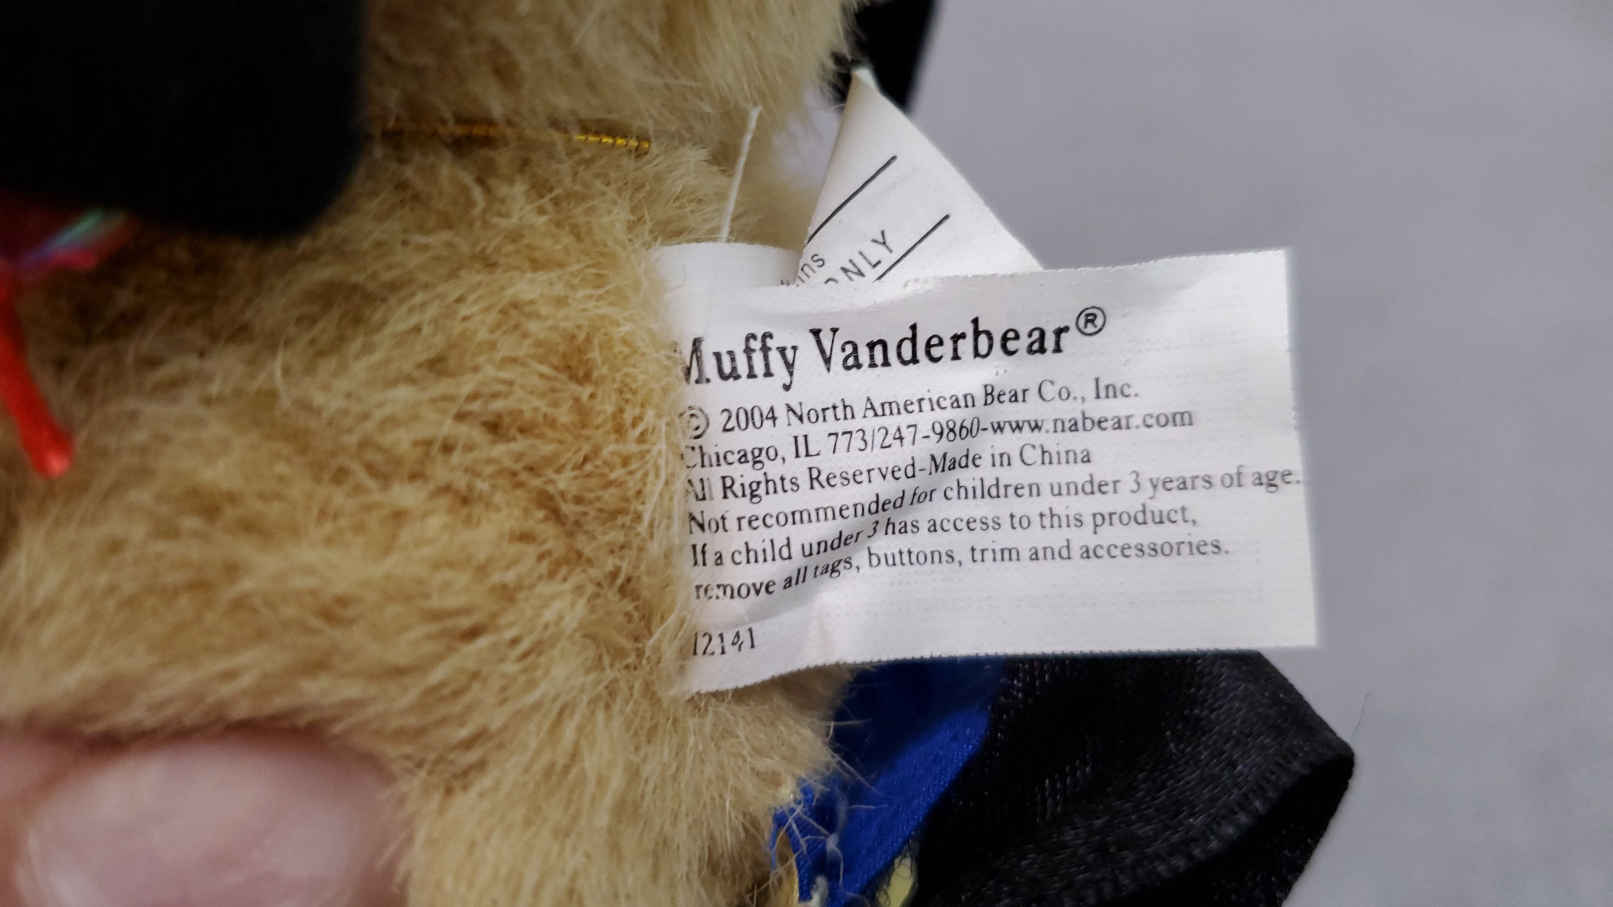 ONLY
Muffy Vanderbear®
© 2004 North American Bear Co., Inc.
Chicago, IL 773/247-9860-www.nabear.com
All Rights Reserved-Made in China
Not recommended for children under 3 years of age.
If a child under 3 has access to this product,
remove all tags, buttons, trim and accessories.
12141